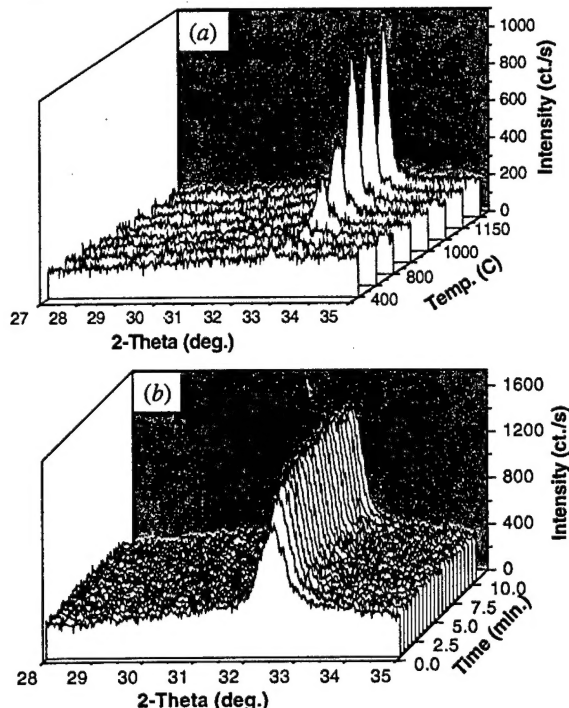 (a)
1000
800
600
400
200
0
Intensity (ct./s)
1150
1000
800
400
Temp. (C)
27 28 29 30 31 32 33 34 35
2-Theta (deg.)
(b)
1600
1200
800
400
0
Intensity (ct./s)
10.0
7.5
5.0
2.5
0.0
Time (min.)
28 29 30 31 32 33 34 35
2-Theta (deg.)